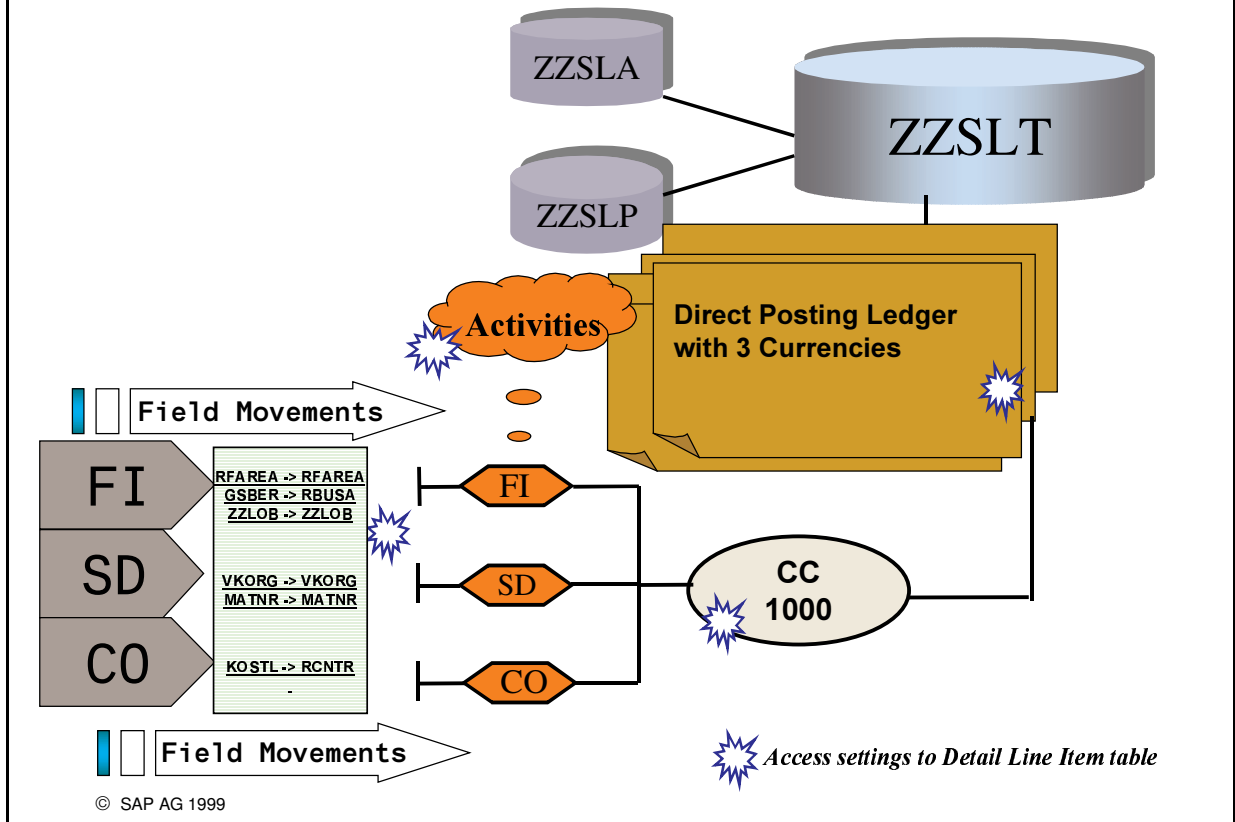 ZZSLA
ZZSLT
ZZSLP
Direct Posting Ledger
with 3 Currencies
Activities
Field Movements
FI
RFAREA -> RFAREA
GSBER -> RBUSA
ZZLOB -> ZZLOB
FI
SD
VKORG -> VKORG
MATNR -> MATNR
SD
CC
1000
CO
KOSTL -> RCNTR
-
CO
Field Movements
Access settings to Detail Line Item table
© SAP AG 1999